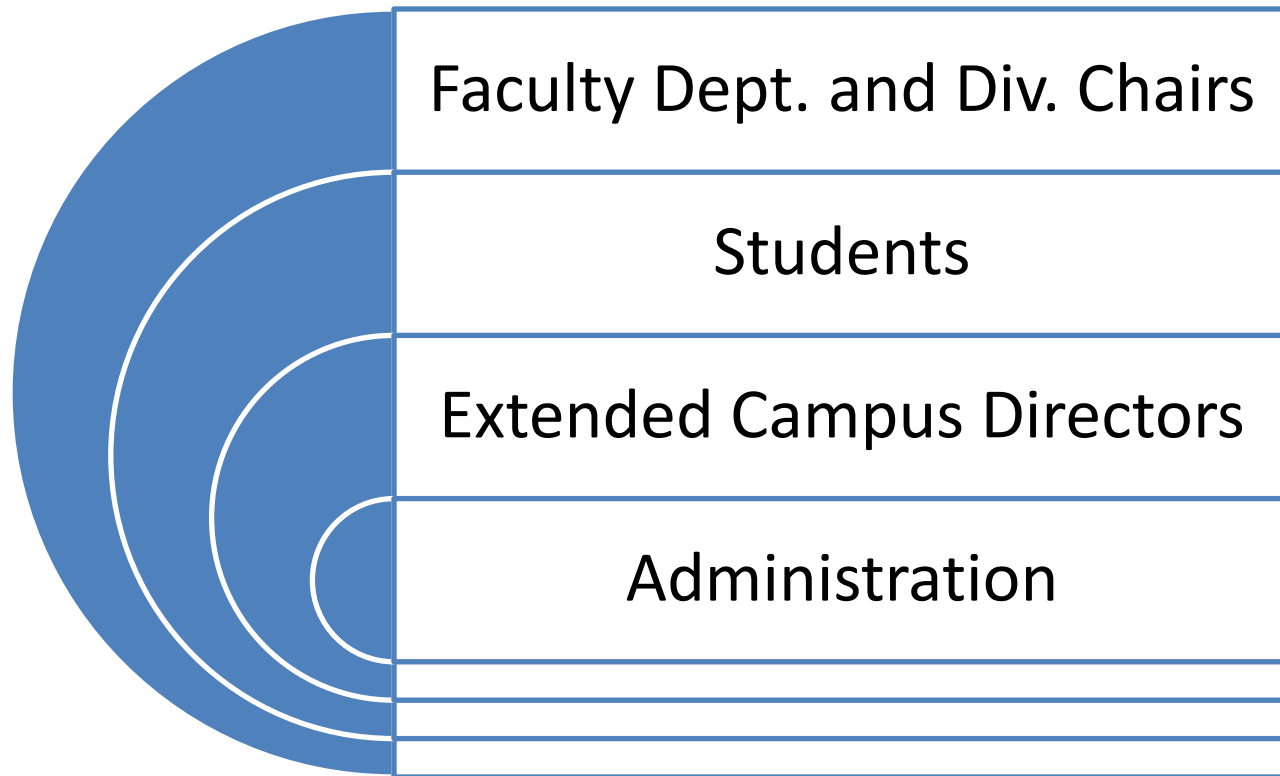 Faculty Dept. and Div. Chairs
Students
Extended Campus Directors
Administration